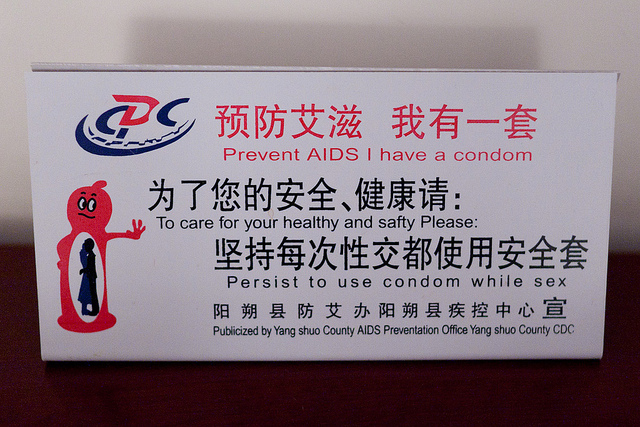 CDC 预防艾滋 我有一套
Prevent AIDS I have a condom
为了您的安全、健康请:
To care for your healthy and safty Please:
坚持每次性交都使用安全套
Persist to use condom while sex
阳朔县防艾办阳朔县疾控中心 宣
Publicized by Yang shuo County AIDS Preventation Office Yang shuo County CDC